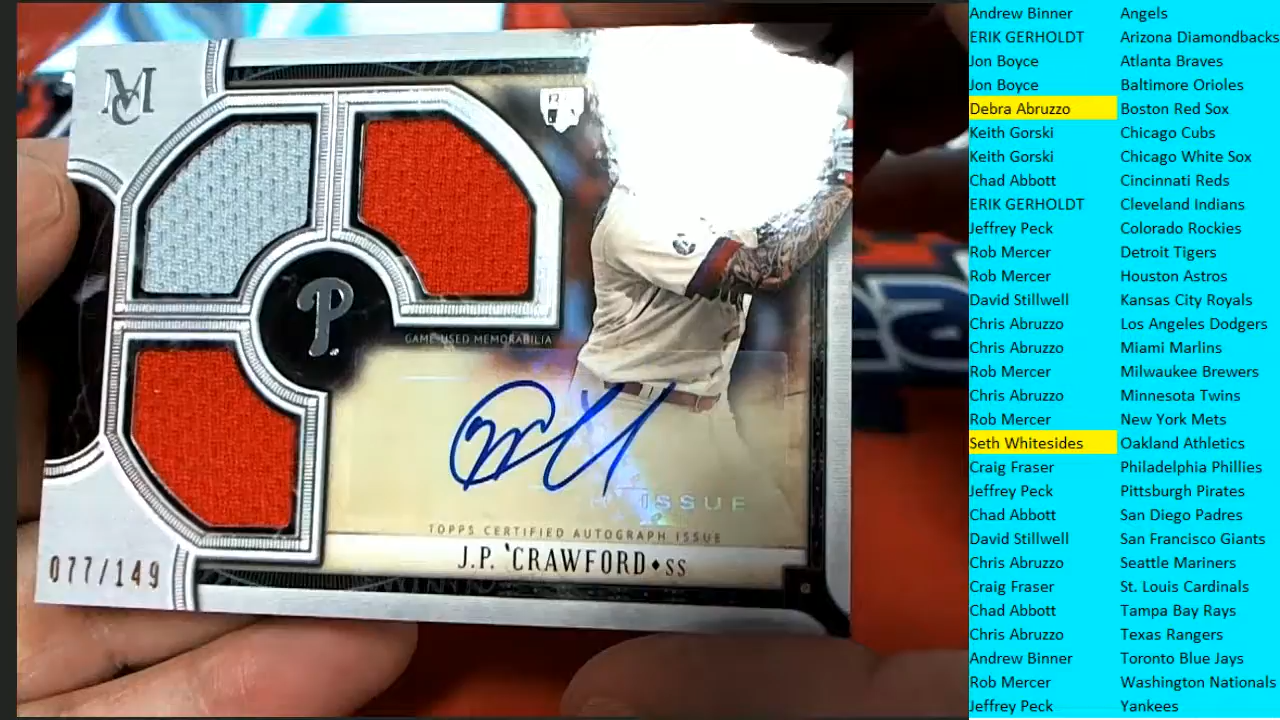 MC
RC
P
GAME-USED MEMORABILIA
ISSUE
TOPPS CERTIFIED AUTOGRAPH ISSUE
J.P. CRAWFORD • SS
077/149
Andrew Binner Angels
ERIK GERHOLDT Arizona Diamondbacks
Jon Boyce Atlanta Braves
Jon Boyce Baltimore Orioles
Debra Abruzzo Boston Red Sox
Keith Gorski Chicago Cubs
Keith Gorski Chicago White Sox
Chad Abbott Cincinnati Reds
ERIK GERHOLDT Cleveland Indians
Jeffrey Peck Colorado Rockies
Rob Mercer Detroit Tigers
Rob Mercer Houston Astros
David Stillwell Kansas City Royals
Chris Abruzzo Los Angeles Dodgers
Chris Abruzzo Miami Marlins
Rob Mercer Milwaukee Brewers
Chris Abruzzo Minnesota Twins
Rob Mercer New York Mets
Seth Whitesides Oakland Athletics
Craig Fraser Philadelphia Phillies
Jeffrey Peck Pittsburgh Pirates
Chad Abbott San Diego Padres
David Stillwell San Francisco Giants
Chris Abruzzo Seattle Mariners
Craig Fraser St. Louis Cardinals
Chad Abbott Tampa Bay Rays
Chris Abruzzo Texas Rangers
Andrew Binner Toronto Blue Jays
Rob Mercer Washington Nationals
Jeffrey Peck Yankees